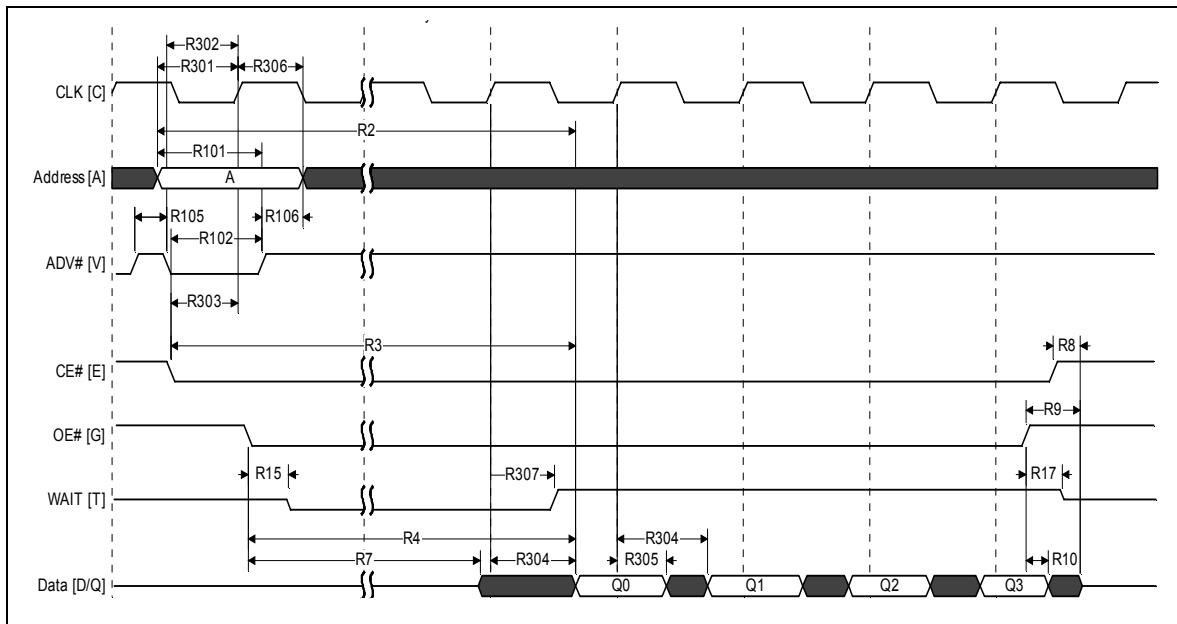 R302
R301 R306
CLK [C]
R2
R101
Address [A] A
R105 R106
R102
ADV# [V]
R303
R3
R8
CE# [E]
R9
OE# [G]
R15 R307 R17
WAIT [T]
R4 R304
R7 R304 R305 R10
Data [D/Q] Q0 Q1 Q2 Q3